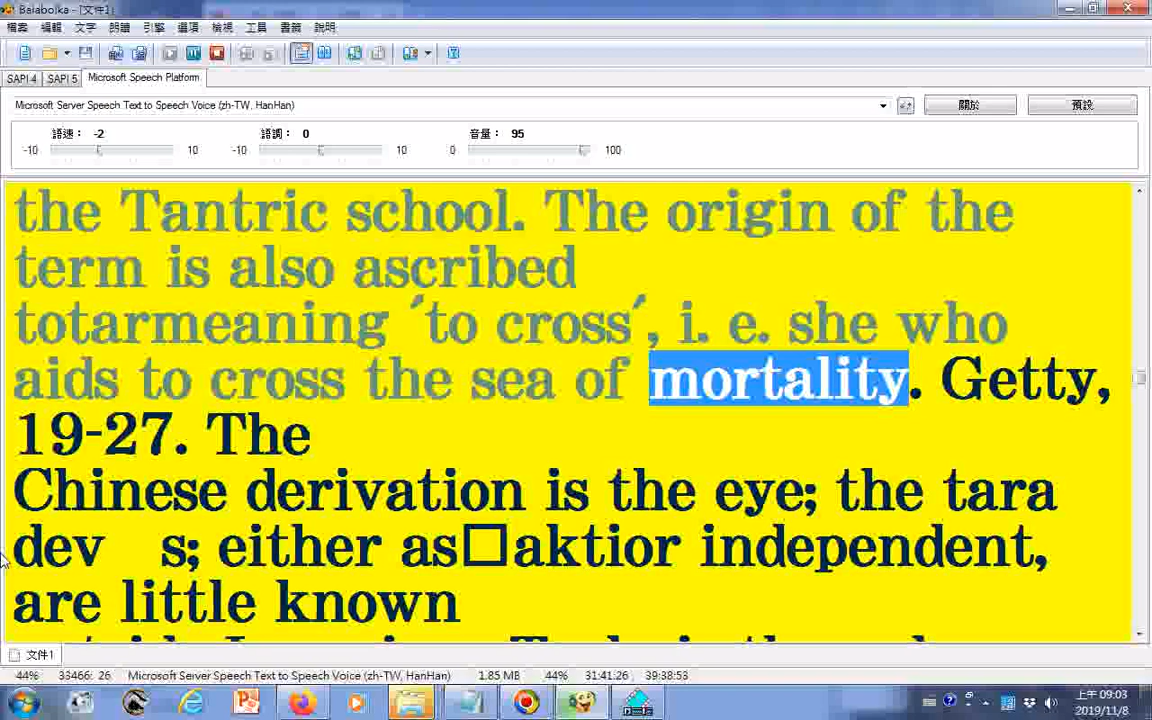 Balabolka - [文件1]
檔案 編輯 文字 朗讀 引擎 選項 檢視 工具 書籤 說明
SAPI 4 SAPI 5 Microsoft Speech Platform
Microsoft Server Speech Text to Speech Voice (zh-TW, HanHan) 關於 預設
語速: -2 語調: 0 音量: 95
-10 10 -10 10 0 100
the Tantric school. The origin of the
term is also ascribed
totarmeaning ′to cross′, i. e. she who
aids to cross the sea of mortality. Getty,
19-27. The
Chinese derivation is the eye; the tara
dev s; either as□aktior independent,
are little known
文件1
44% 33466: 26 Microsoft Server Speech Text to Speech Voice (zh-TW, HanHan) 1.85 MB 44% 31:41:26 39:38:53
上午 09:03
2019/11/8